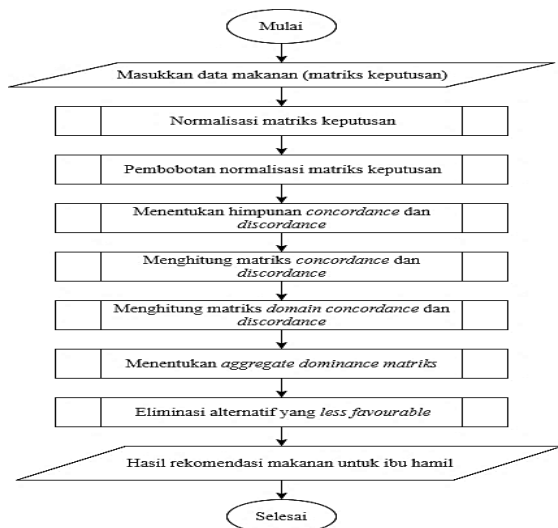 Mulai
Masukkan data makanan (matriks keputusan)
Normalisasi matriks keputusan
Pembobotan normalisasi matriks keputusan
Menentukan himpunan concordance dan
discordance
Menghitung matriks concordance dan
discordance
Menghitung matriks domain concordance dan
discordance
Menentukan aggregate dominance matriks
Eliminasi alternatif yang less favourable
Hasil rekomendasi makanan untuk ibu hamil
Selesai